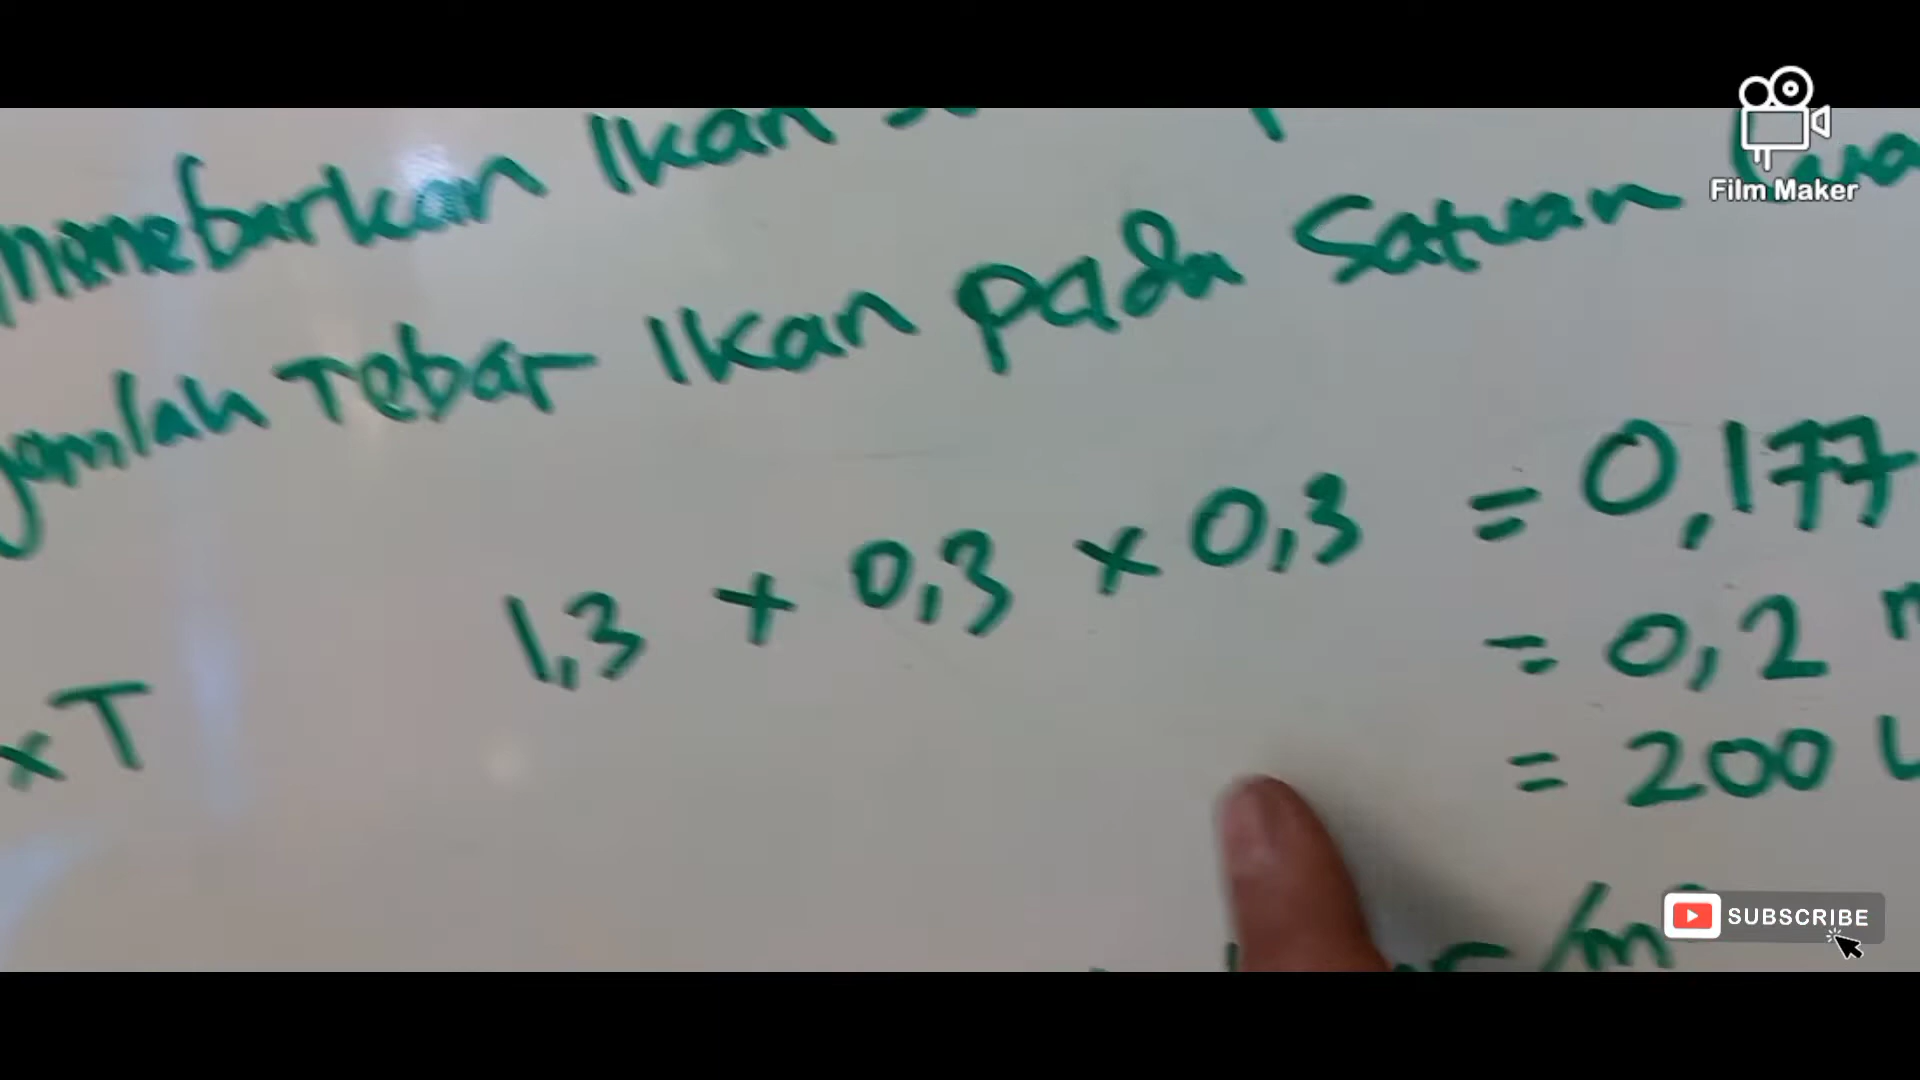 Film Maker
menebarkan Ikan
Jumlah Tebar Ikan pada Satuan
1,3 x 0,3 x 0,3 = 0,177
= 0,2
xT
= 200 L
/m
SUBSCRIBE